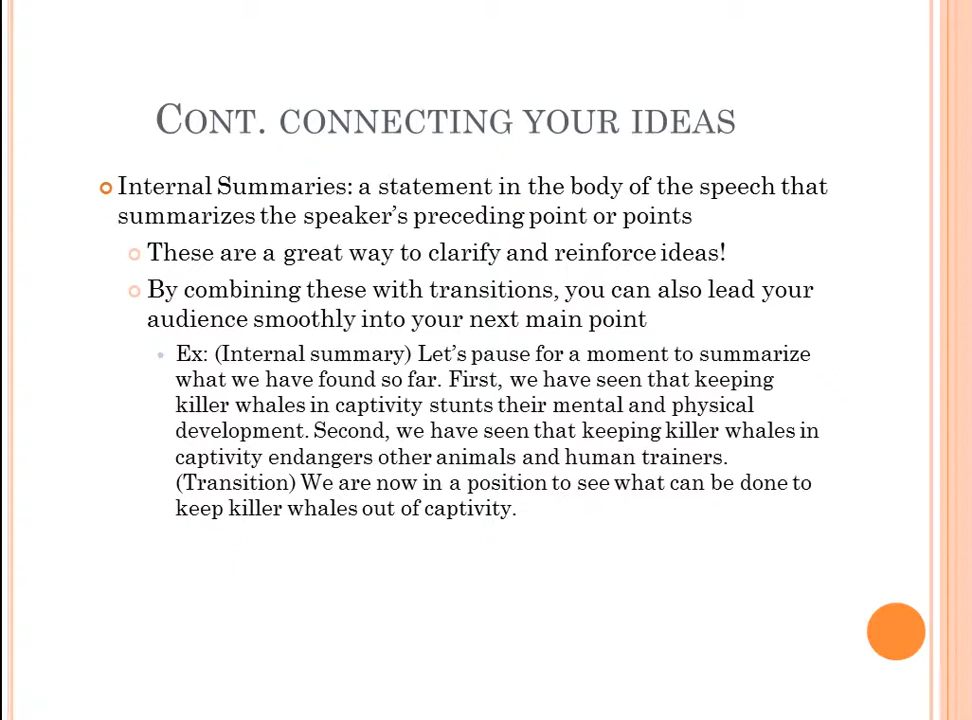 CONT. CONNECTING YOUR IDEAS
Internal Summaries: a statement in the body of the speech that
summarizes the speaker’s preceding point or points
These are a great way to clarify and reinforce ideas!
By combining these with transitions, you can also lead your
audience smoothly into your next main point
Ex: (Internal summary) Let’s pause for a moment to summarize
what we have found so far. First, we have seen that keeping
killer whales in captivity stunts their mental and physical
development. Second, we have seen that keeping killer whales in
captivity endangers other animals and human trainers.
(Transition) We are now in a position to see what can be done to
keep killer whales out of captivity.